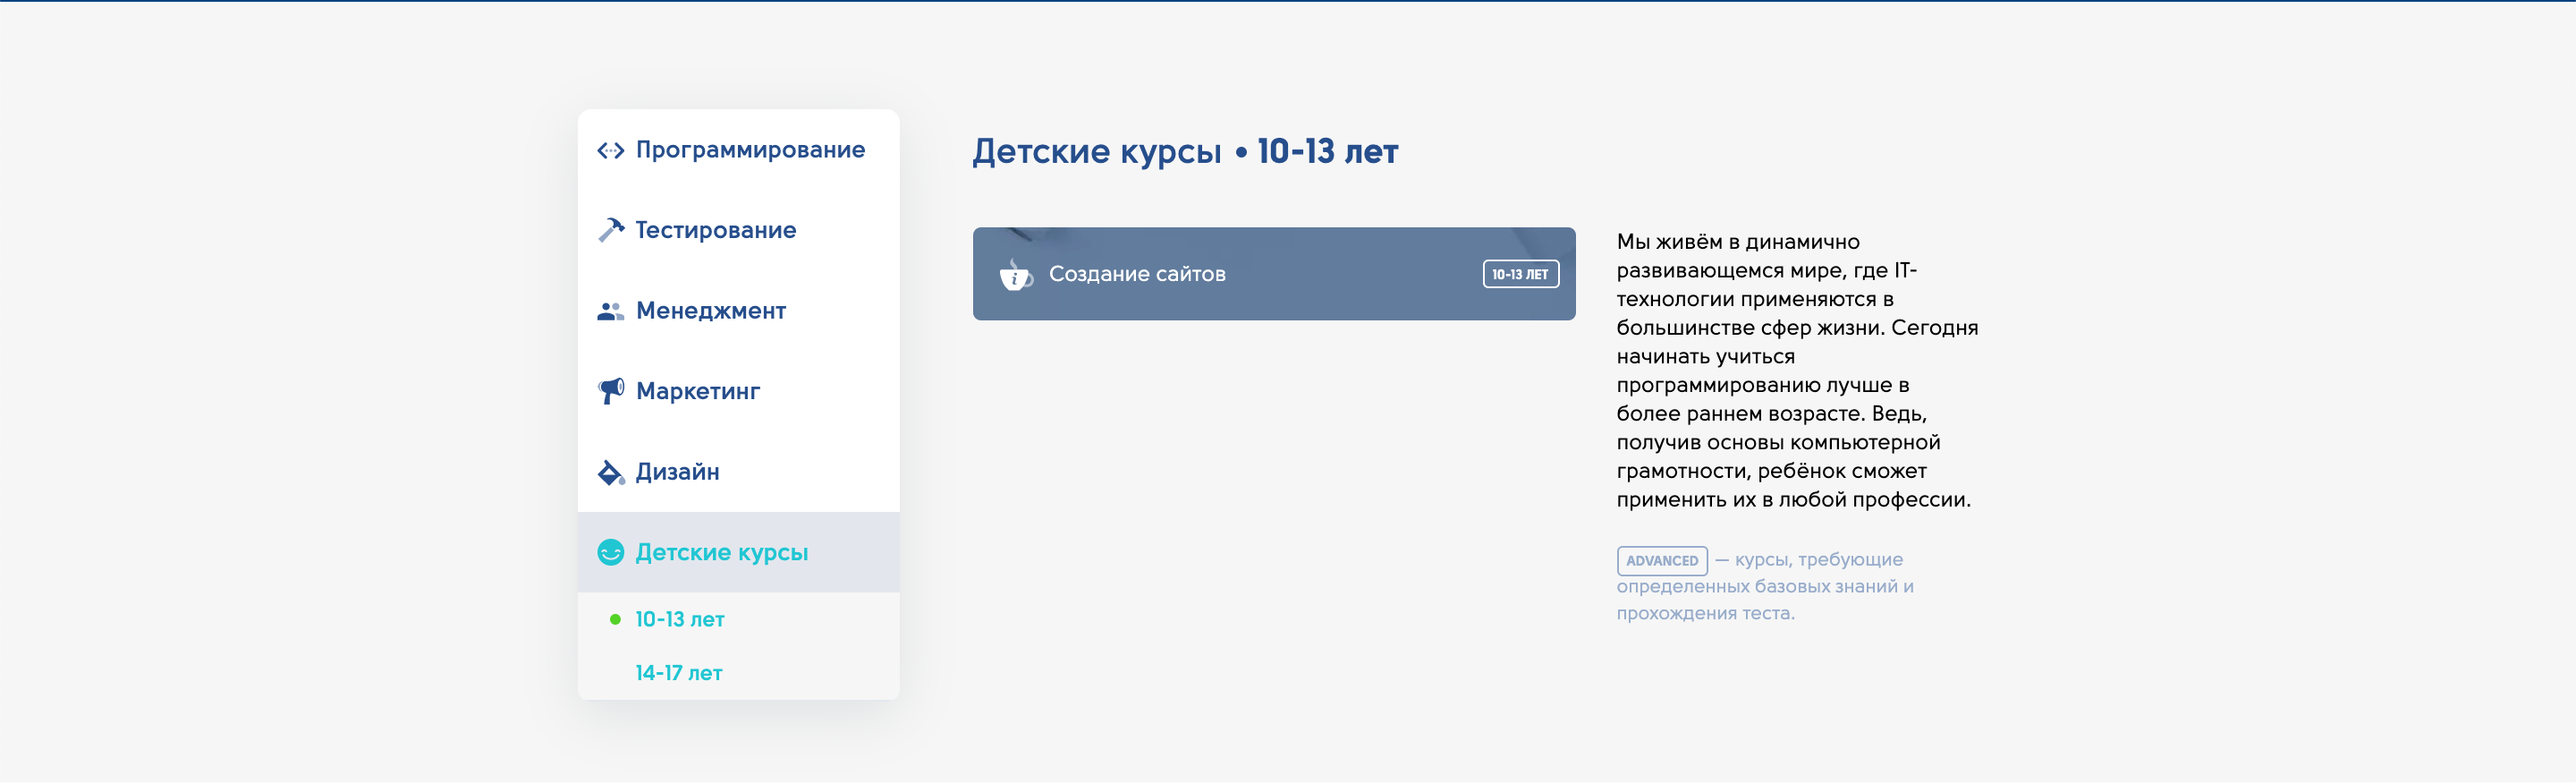 Программирование
Тестирование
Менеджмент
Маркетинг
Дизайн
Детские курсы
10-13 лет
14-17 лет
Детские курсы • 10-13 лет
Создание сайтов
10-13 ЛЕТ
Мы живём в динамично
развивающемся мире, где IT-
технологии применяются в
большинстве сфер жизни. Сегодня
начинать учиться
программированию лучше в
более раннем возрасте. Ведь,
получив основы компьютерной
грамотности, ребёнок сможет
применить их в любой профессии.
ADVANCED — курсы, требующие
определенных базовых знаний и
прохождения теста.